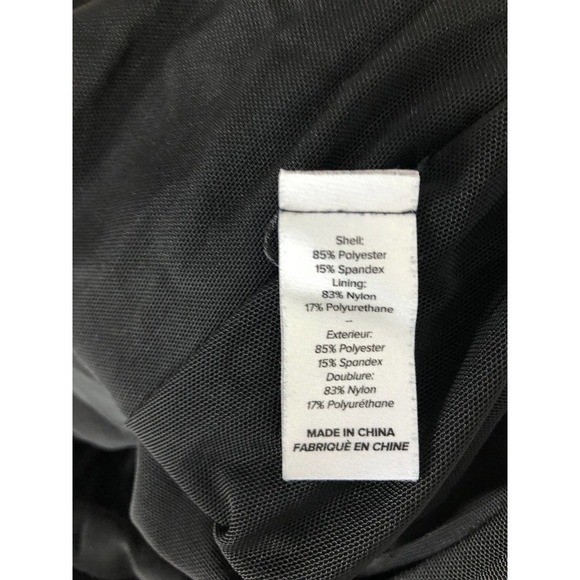 Shell:
85% Polyester
15% Spandex
Lining:
83% Nylon
17% Polyurethane
–
Exterieur:
85% Polyester
15% Spandex
Doublure:
83% Nylon
17% Polyuréthane
MADE IN CHINA
FABRIQUÈ EN CHINE